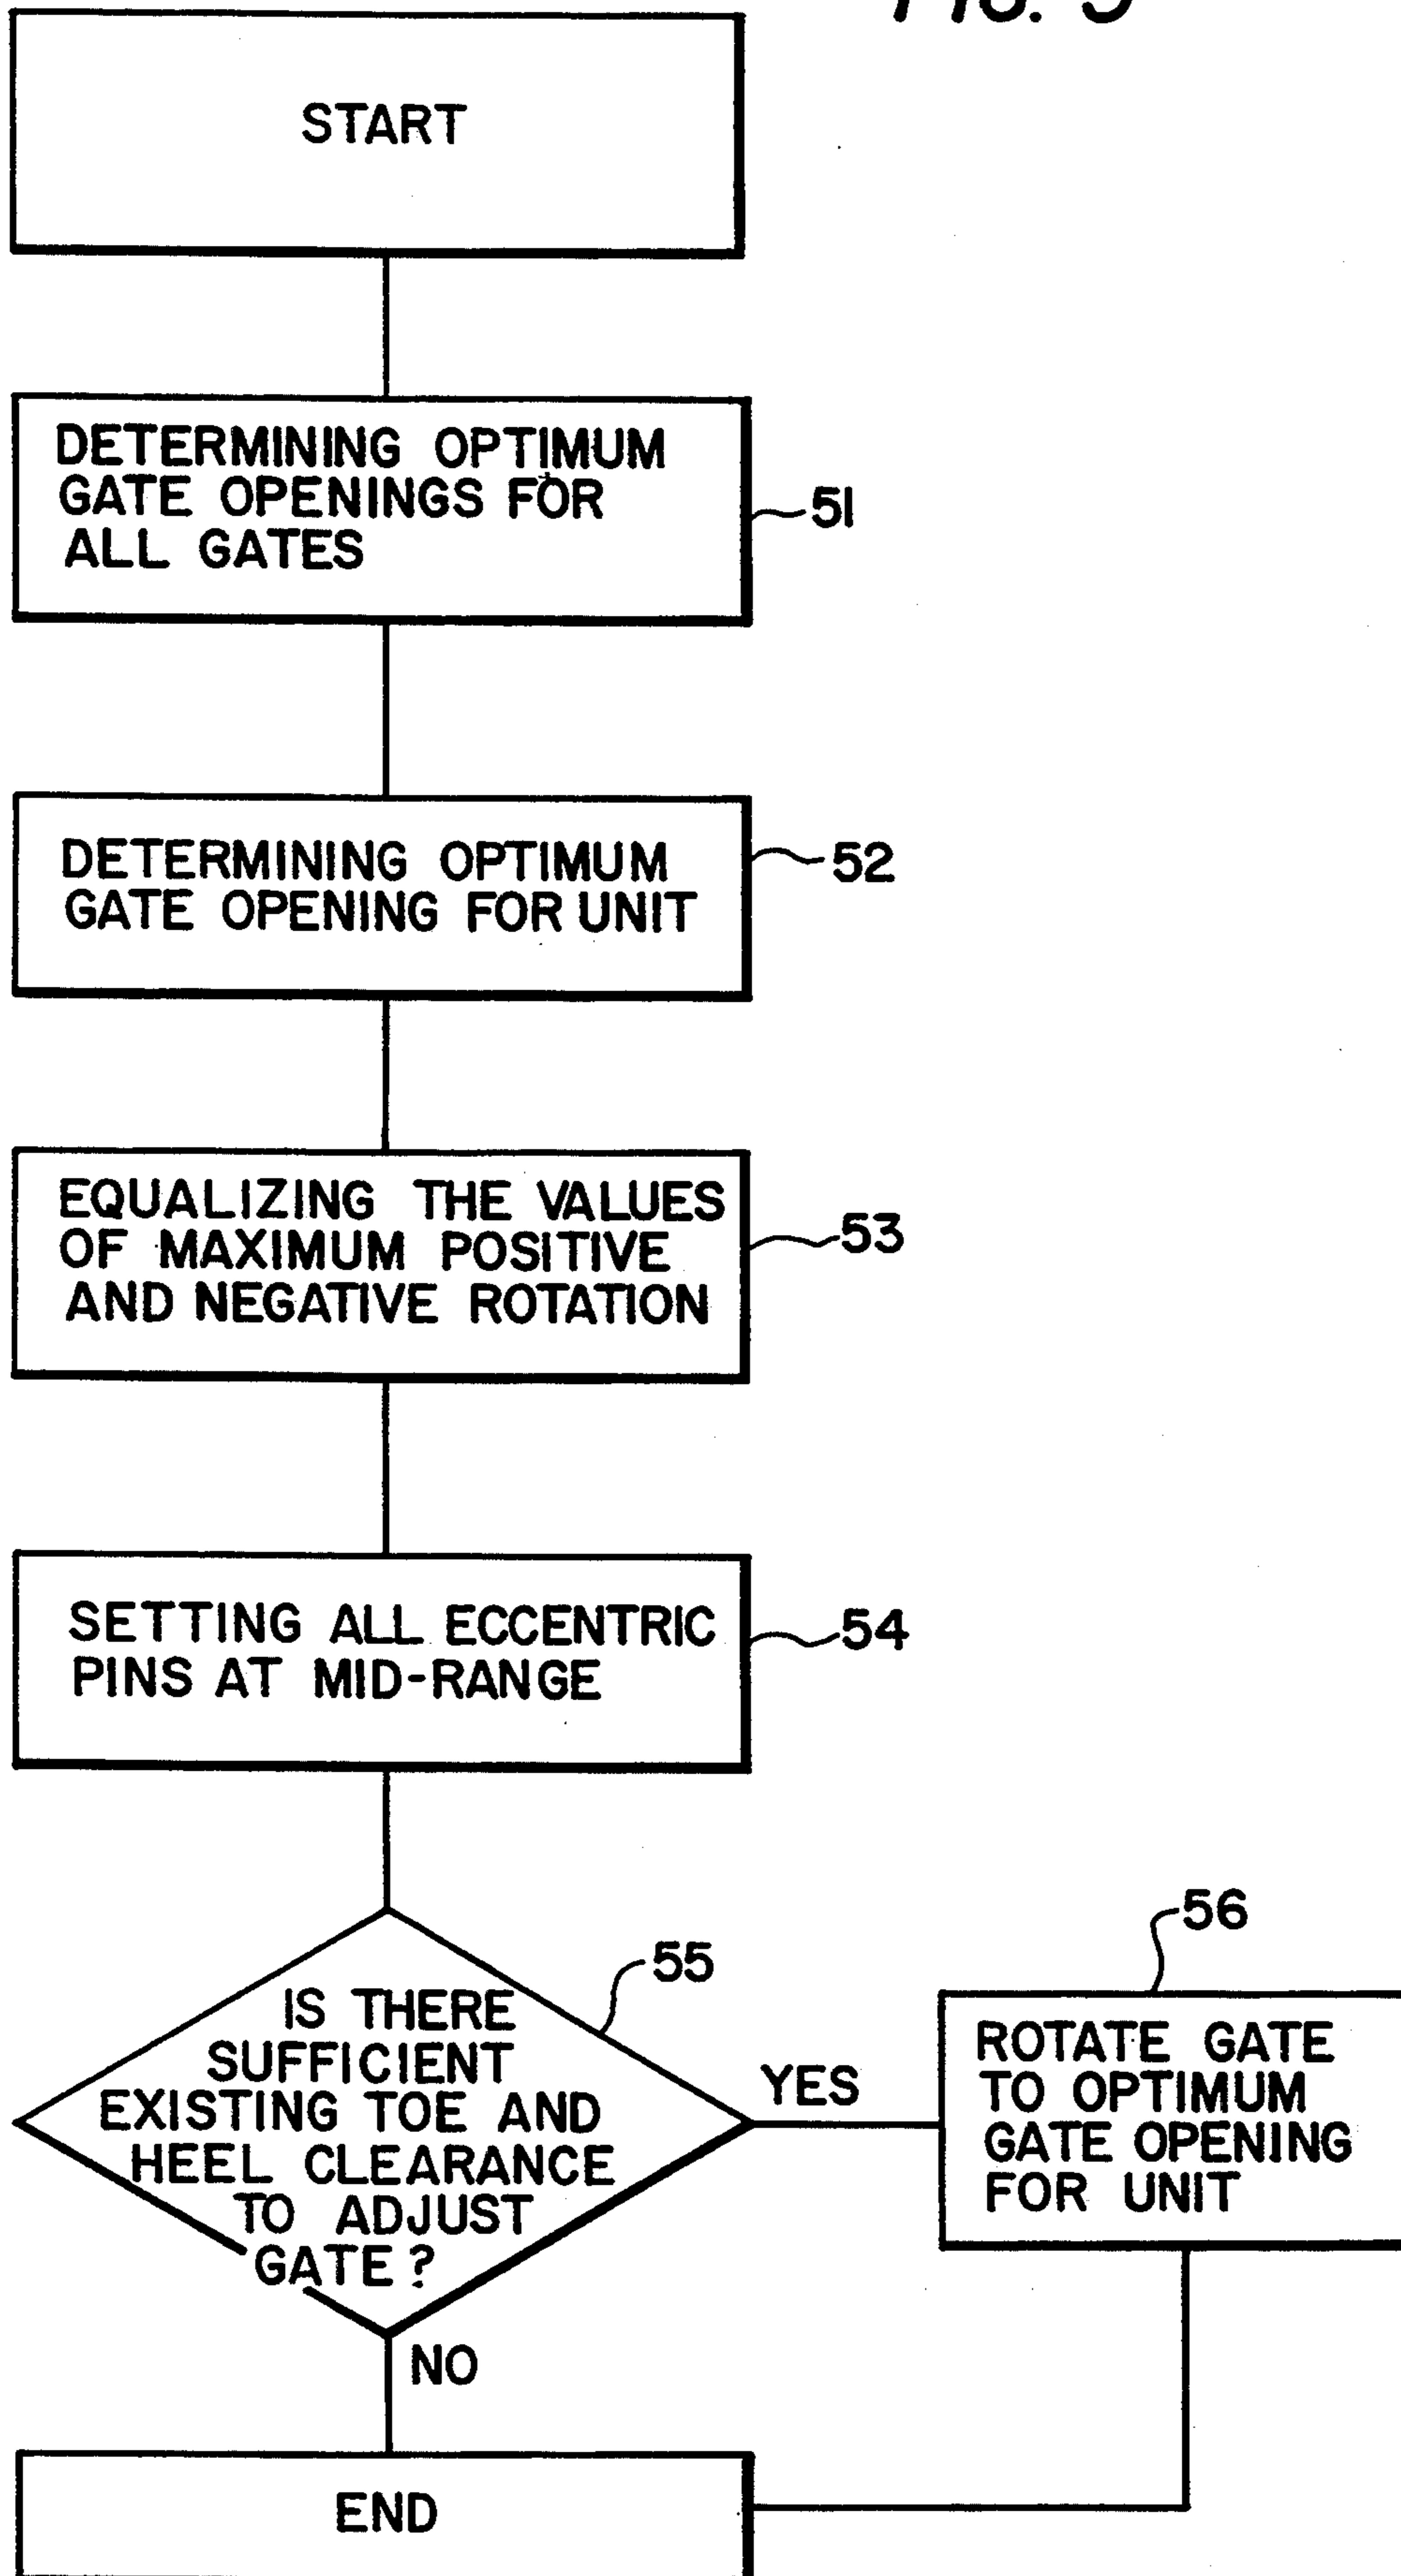 START
DETERMINING OPTIMUM
GATE OPENINGS FOR
ALL GATES
51
DETERMINING OPTIMUM
GATE OPENING FOR UNIT
52
EQUALIZING THE VALUES
OF MAXIMUM POSITIVE
AND NEGATIVE ROTATION
53
SETTING ALL ECCENTRIC
PINS AT MID-RANGE
54
55
IS THERE
SUFFICIENT
EXISTING TOE AND
HEEL CLEARANCE
TO ADJUST
GATE?
YES
56
ROTATE GATE
TO OPTIMUM
GATE OPENING
FOR UNIT
NO
END